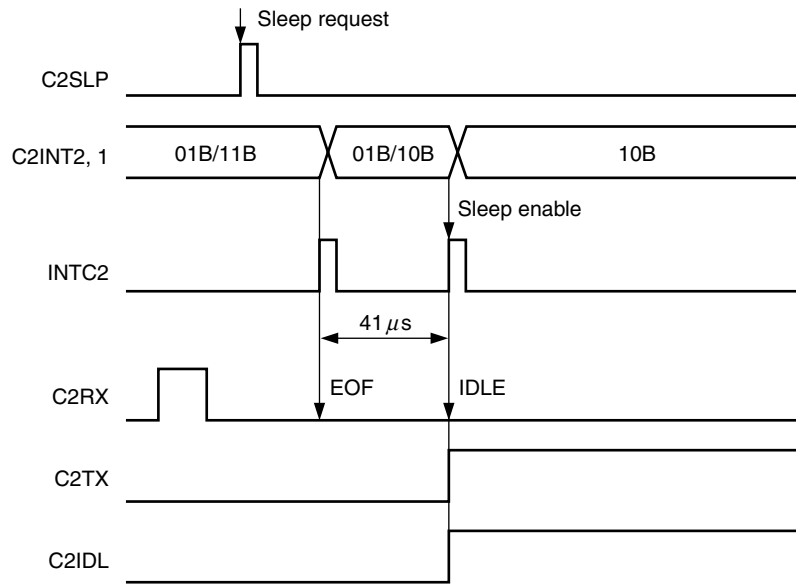 Sleep request
C2SLP
C2INT2, 1
01B/11B
01B/10B
10B
Sleep enable
INTC2
41 μs
C2RX
EOF
IDLE
C2TX
C2IDL